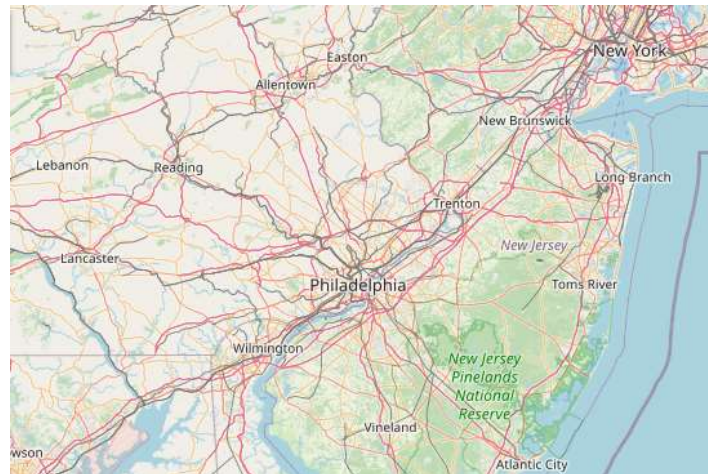 New York
Easton
Allentown
New Brunswick
Lebanon
Reading
Long Branch
Trenton
New Jersey
Lancaster
Philadelphia
Toms River
Wilmington
New Jersey
Pinelands
National
Reserve
Vineland
owson
Atlantic City